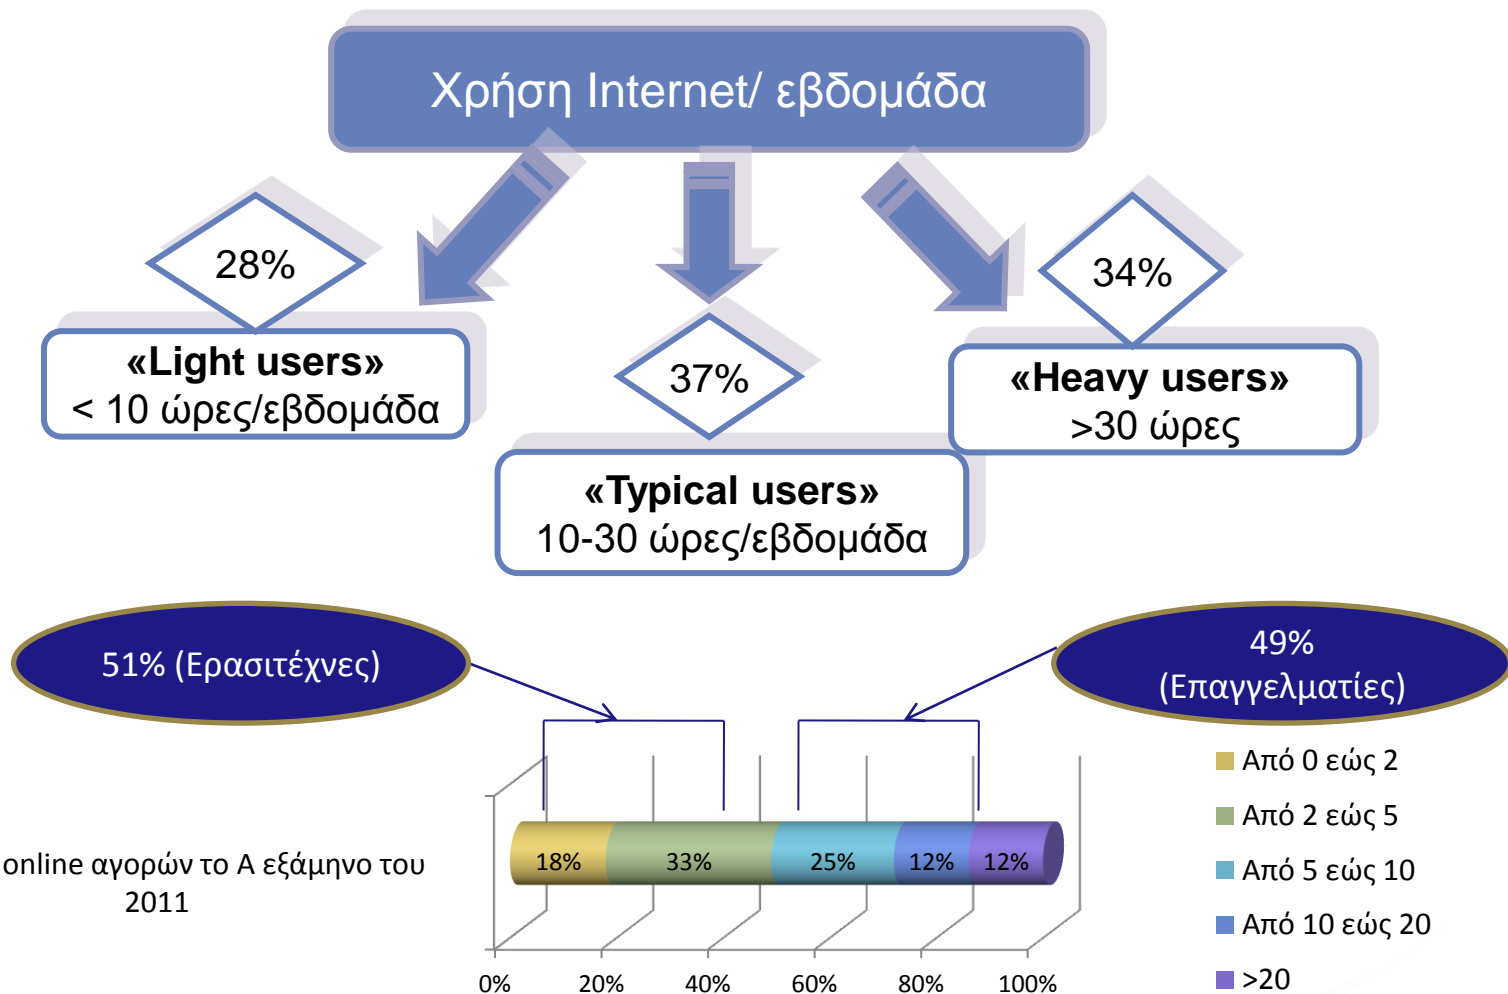 Χρήση Internet/ εβδομάδα
28%
34%
37%
«Light users»
< 10 ώρες/εβδομάδα
«Heavy users»
>30 ώρες
«Typical users»
10-30 ώρες/εβδομάδα
51% (Ερασιτέχνες)
49%
(Επαγγελματίες)
Από 0 εώς 2
Από 2 εώς 5
Από 5 εώς 10
Από 10 εώς 20
>20
online αγορών το Α εξάμηνο του
2011
18%
33%
25%
12%
12%
0%
20%
40%
60%
80%
100%